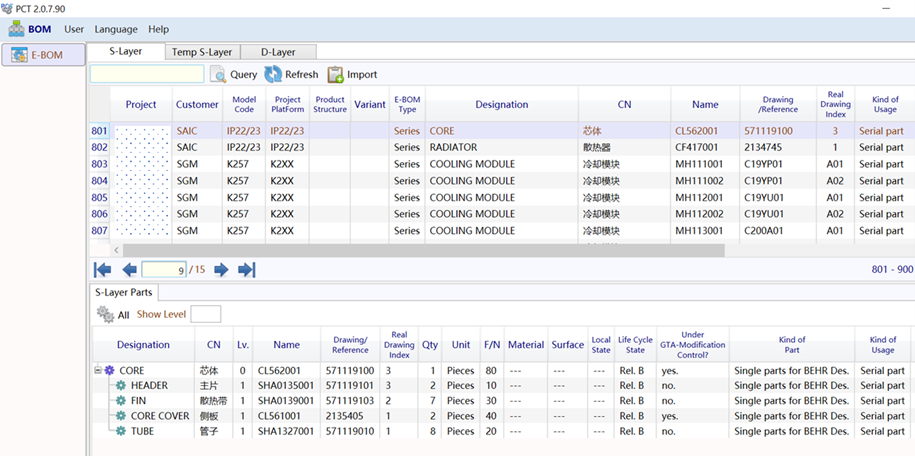 PCT 2.0.7.90
BOM User Language Help
E-BOM
S-Layer Temp S-Layer D-Layer
Query Refresh Import
Project Customer Model Code Project PlatForm Product Structure Variant E-BOM Type Designation CN Name Drawing /Reference Real Drawing Index Kind of Usage
801 SAIC IP22/23 IP22/23 Series CORE 芯体 CL562001 571119100 3 Serial part
802 SAIC IP22/23 IP22/23 Series RADIATOR 散热器 CF417001 2134745 1 Serial part
803 SGM K257 K2XX Series COOLING MODULE 冷却模块 MH111001 C19YP01 A01 Serial part
804 SGM K257 K2XX Series COOLING MODULE 冷却模块 MH111002 C19YP01 A02 Serial part
805 SGM K257 K2XX Series COOLING MODULE 冷却模块 MH112001 C19YU01 A01 Serial part
806 SGM K257 K2XX Series COOLING MODULE 冷却模块 MH112002 C19YU01 A02 Serial part
807 SGM K257 K2XX Series COOLING MODULE 冷却模块 MH113001 C200A01 A01 Serial part
9 / 15 801 - 900
S-Layer Parts
All Show Level
Designation CN Lv. Name Drawing/ Reference Real Drawing Index Qty Unit F/N Material Surface Local State Life Cycle State Under GTA-Modification Control? Kind of Part Kind of Usage
CORE 芯体 0 CL562001 571119100 3 1 Pieces 80 --- --- --- Rel. B yes. Single parts for BEHR Des. Serial part
HEADER 主片 1 SHA0135001 571119101 3 2 Pieces 10 --- --- --- Rel. B no. Single parts for BEHR Des. Serial part
FIN 散热带 1 SHA0139001 571119103 2 7 Pieces 30 --- --- --- Rel. B no. Single parts for BEHR Des. Serial part
CORE COVER 侧板 1 CL561001 2135405 1 2 Pieces 40 --- --- --- Rel. B yes. Single parts for BEHR Des. Serial part
TUBE 管子 1 SHA1327001 571119010 1 8 Pieces 20 --- --- --- Rel. B no. Single parts for BEHR Des. Serial part